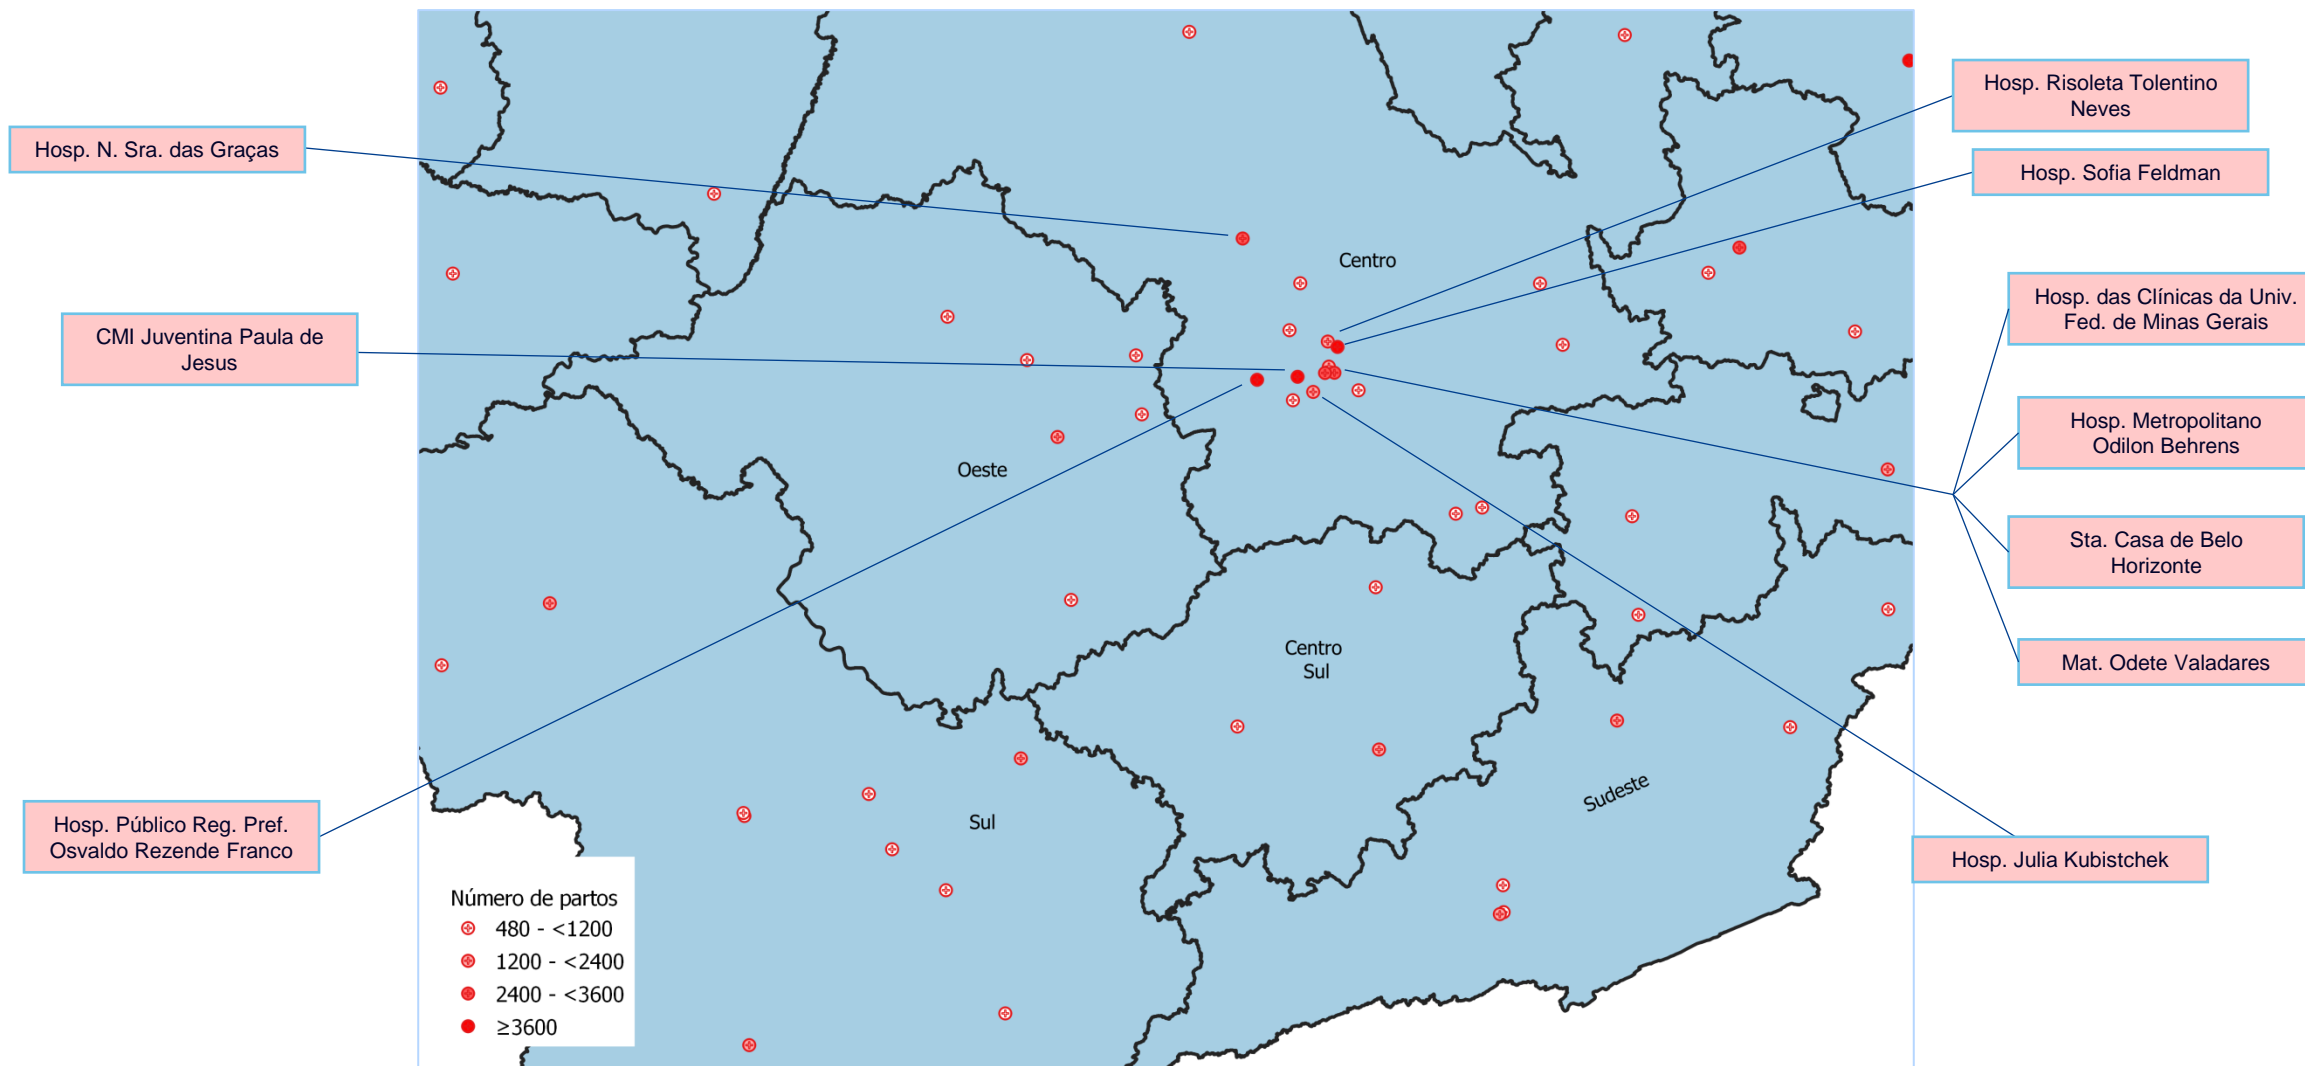 Hosp. Risoleta Tolentino
Neves
Hosp. N. Sra. das Graças
Hosp. Sofia Feldman
Centro
Hosp. das Clínicas da Univ.
Fed. de Minas Gerais
CMI Juventina Paula de
Jesus
Hosp. Metropolitano
Odilon Behrens
Oeste
Sta. Casa de Belo
Horizonte
Centro
Sul
Mat. Odete Valadares
Sudeste
Sul
Hosp. Público Reg. Pref.
Osvaldo Rezende Franco
Hosp. Julia Kubistchek
Número de partos
480 - <1200
1200 - <2400
2400 - <3600
≥3600